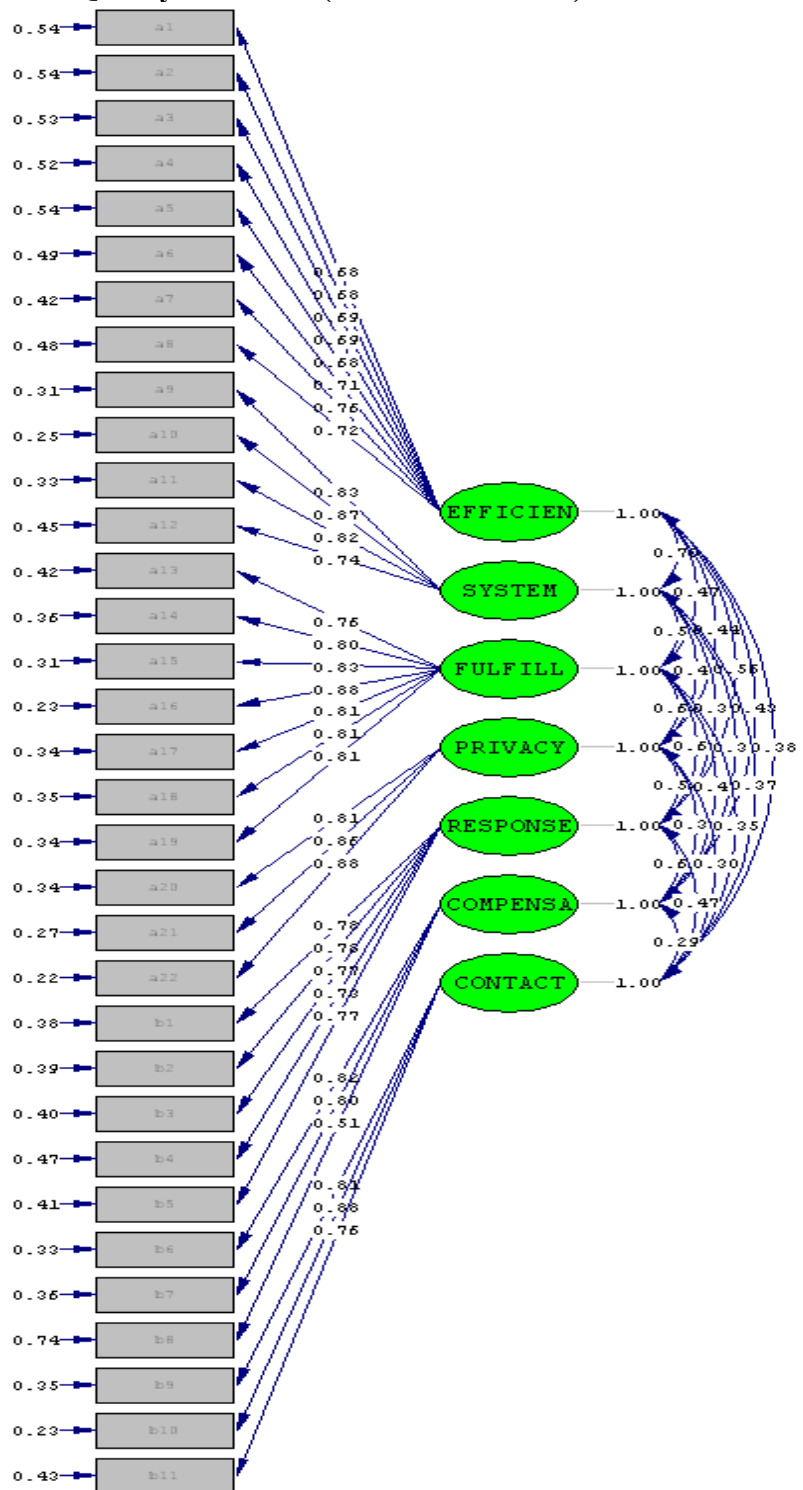 0.54 a1
0.54 a2
0.53 a3
0.52 a4
0.54 a5
0.49 a6
0.42 a7
0.48 a8
0.31 a9
0.25 a10
0.33 a11
0.45 a12
0.42 a13
0.36 a14
0.31 a15
0.23 a16
0.34 a17
0.35 a18
0.34 a19
0.34 a20
0.27 a21
0.22 a22
0.38 b1
0.39 b2
0.40 b3
0.47 b4
0.41 b5
0.33 b6
0.36 b7
0.74 b8
0.35 b9
0.23 b10
0.43 b11
0.68
0.68
0.69
0.69
0.68
0.71
0.76
0.72
0.83
0.87
0.82
0.74
0.76
0.80
0.83
0.88
0.81
0.81
0.81
0.81
0.88
0.77
0.73
0.77
0.82
0.80
0.51
0.81
0.88
0.76
EFFICIEN 1.00
SYSTEM 1.00
FULFILL 1.00
PRIVACY 1.00
RESPONSE 1.00
COMPENSA 1.00
CONTACT 1.00
0.47
0.44
0.43
0.38
0.37
0.35
0.30
0.47
0.29